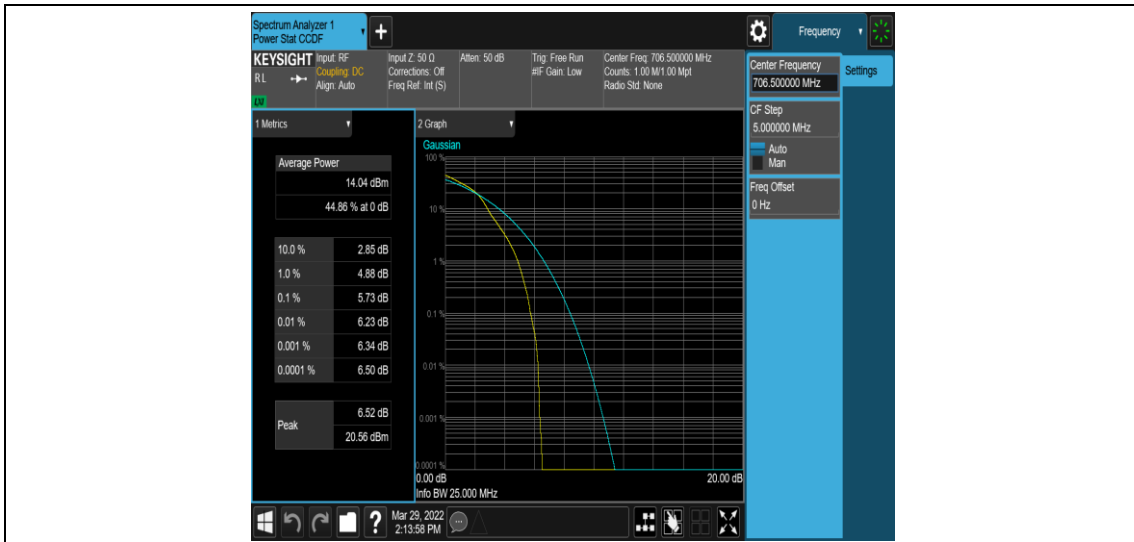 Spectrum Analyzer 1
Power Stat CCDF
+
Frequency
KEYSIGHT
RL
LXI
Input: RF
Coupling: DC
Align: Auto
Input Z: 50 Ω
Corrections: Off
Freq Ref: Int (S)
Atten: 50 dB
Trig: Free Run
#IF Gain: Low
Center Freq: 706.500000 MHz
Counts: 1.00 M/1.00 Mpt
Radio Std: None
Center Frequency
706.500000 MHz
Settings
CF Step
5.000000 MHz
Auto
Man
Freq Offset
0 Hz
1 Metrics
Average Power
14.04 dBm
44.86 % at 0 dB
10.0 % 2.85 dB
1.0 % 4.88 dB
0.1 % 5.73 dB
0.01 % 6.23 dB
0.001 % 6.34 dB
0.0001 % 6.50 dB
Peak
6.52 dB
20.56 dBm
2 Graph
Gaussian
100 %
10 %
1 %
0.1 %
0.01 %
0.001 %
0.0001 %
0.00 dB 20.00 dB
Info BW 25.000 MHz
?
Mar 29, 2022
2:13:58 PM